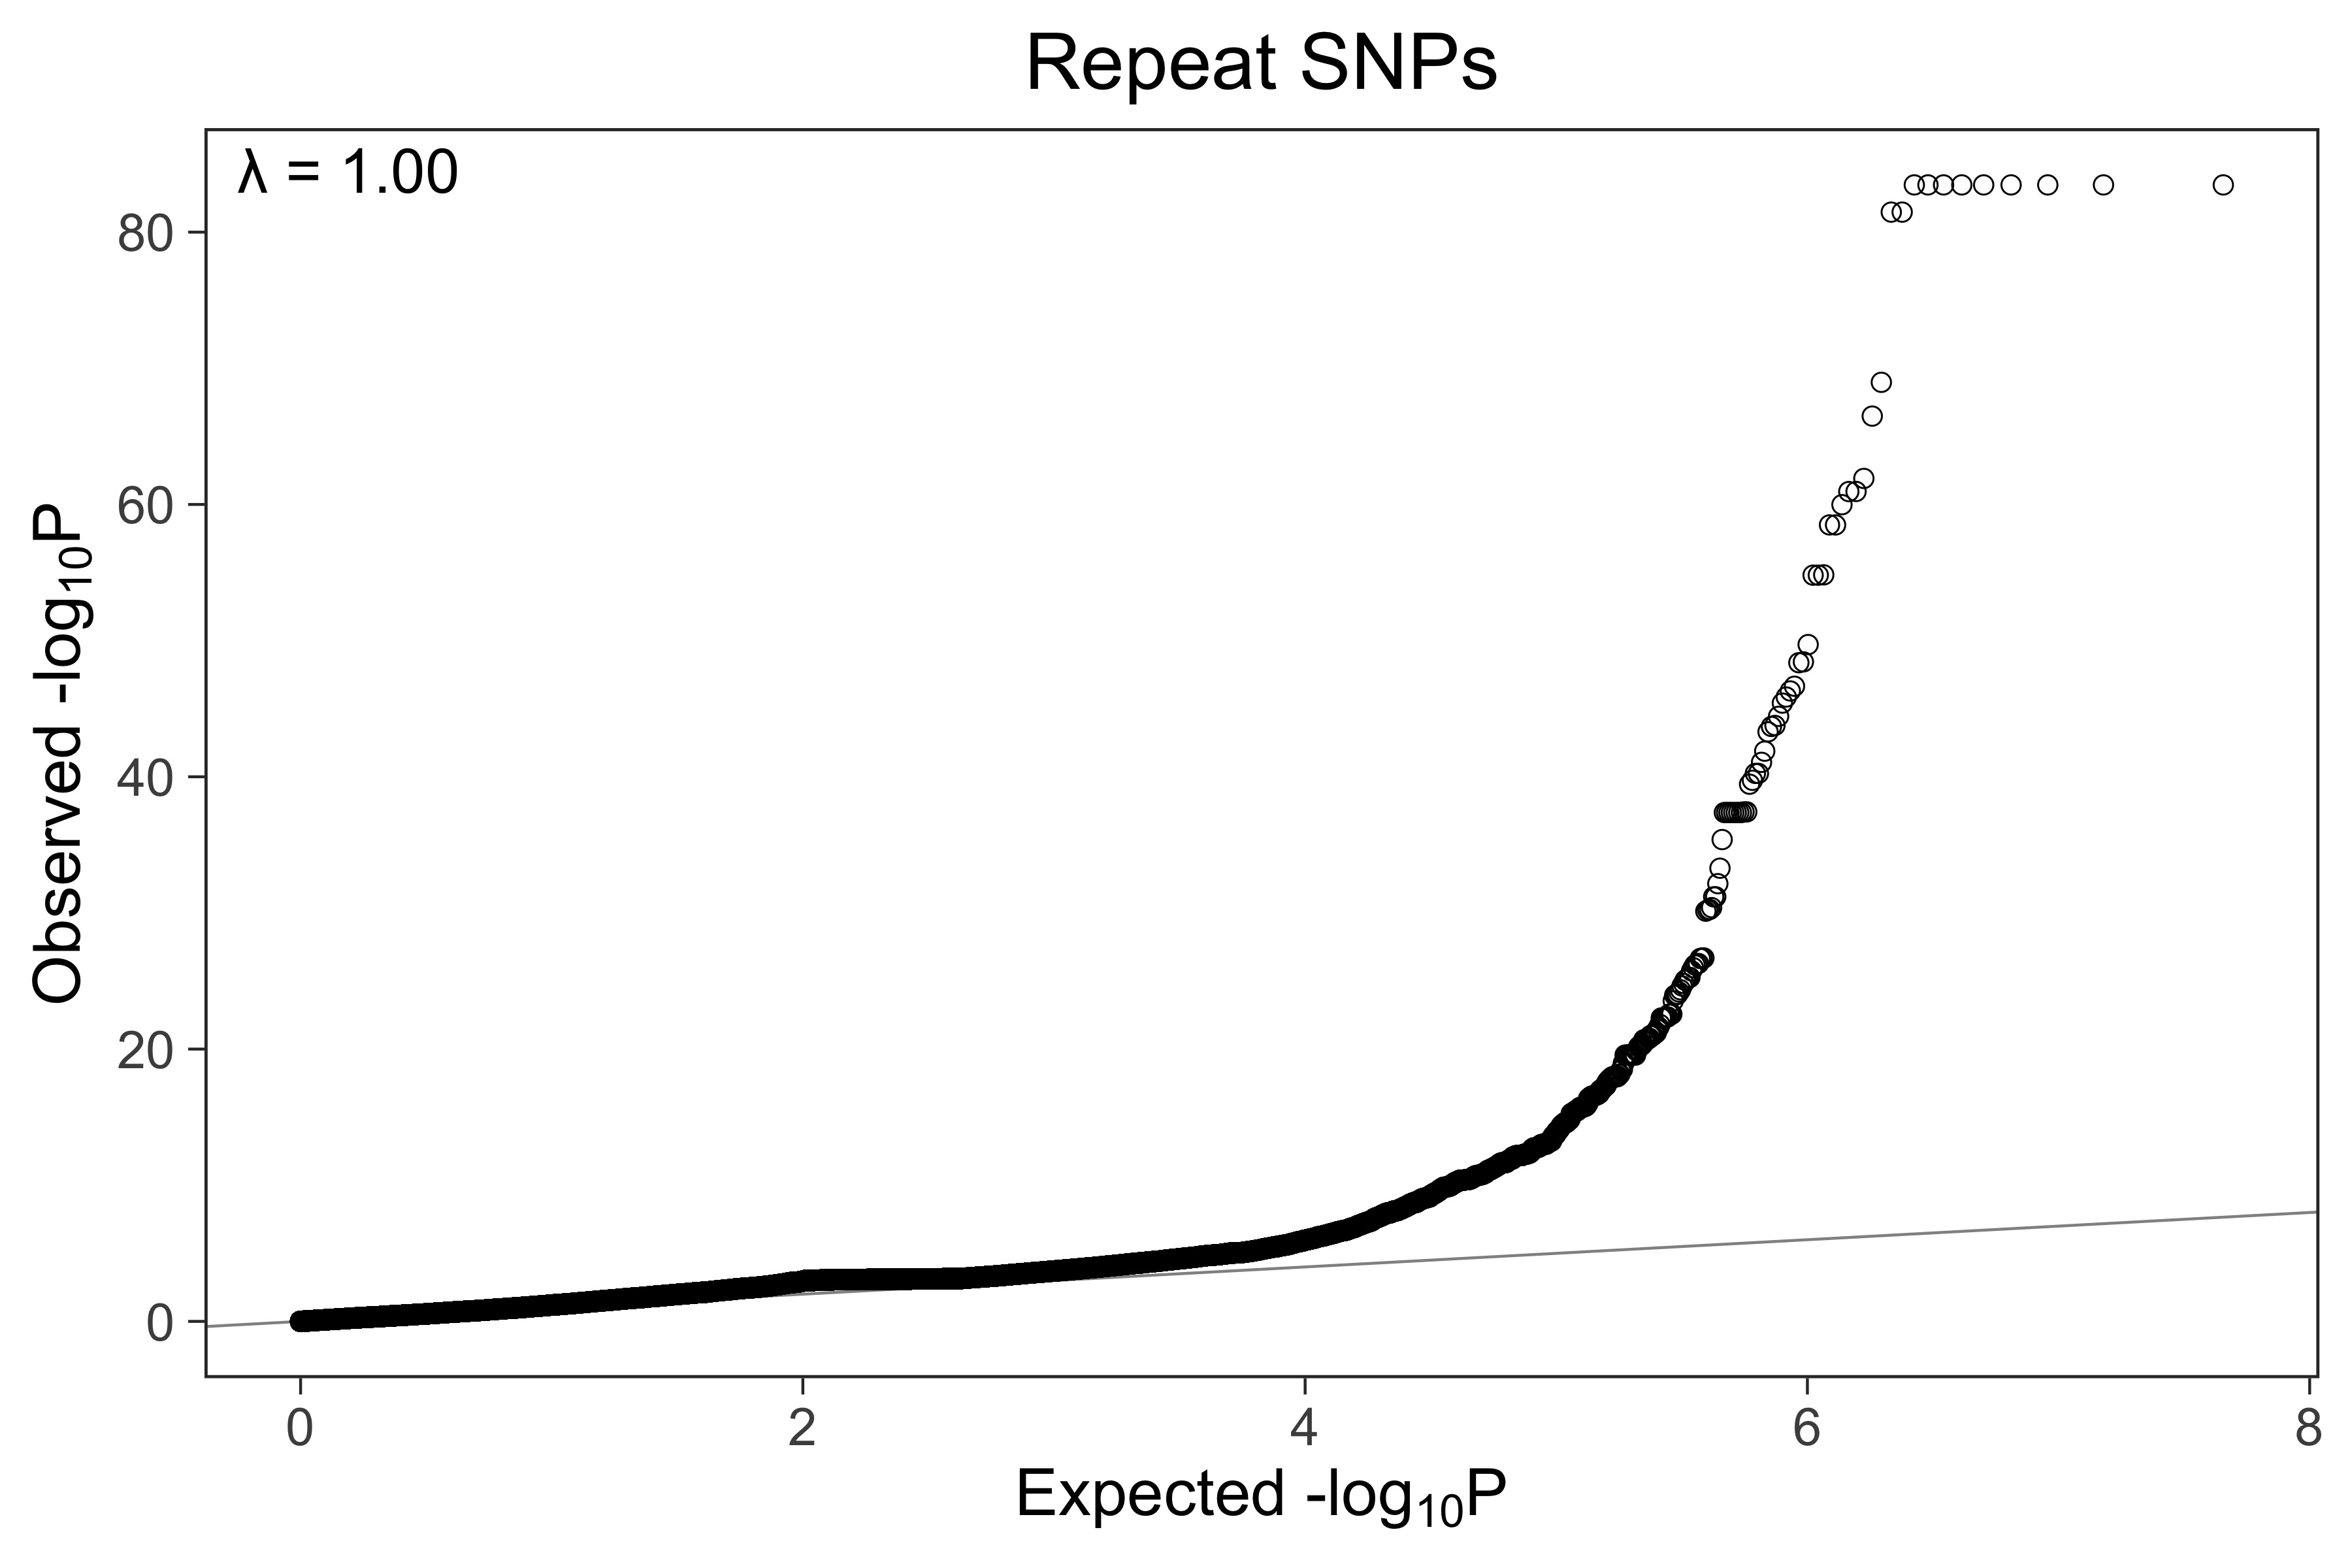 Repeat SNPs
λ = 1.00
80
60
40
20
0
Observed -log10P
0 2 4 6 8
Expected -log10P